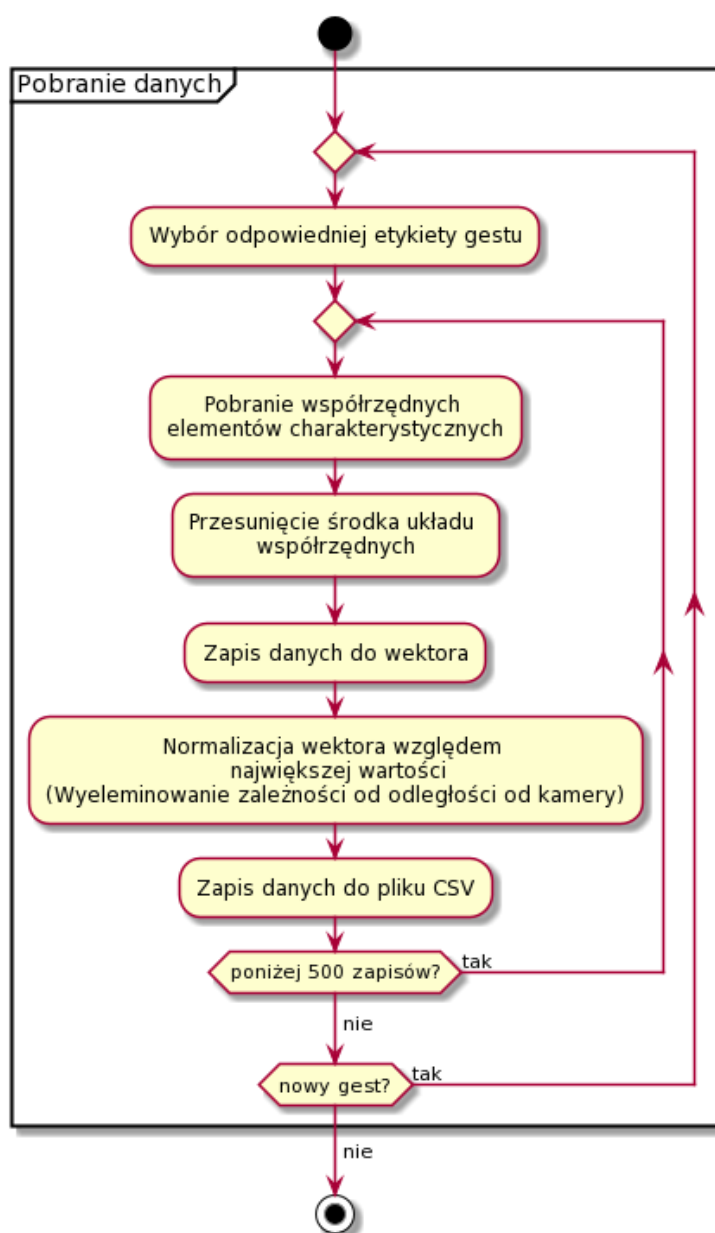 Pobranie danych
Wybór odpowiedniej etykiety gestu
Pobranie współrzędnych
elementów charakterystycznych
Przesunięcie środka układu
współrzędnych
Zapis danych do wektora
Normalizacja wektora względem
największej wartości
(Wyeleminowanie zależności od odległości od kamery)
Zapis danych do pliku CSV
poniżej 500 zapisów?
tak
nie
nowy gest?
tak
nie